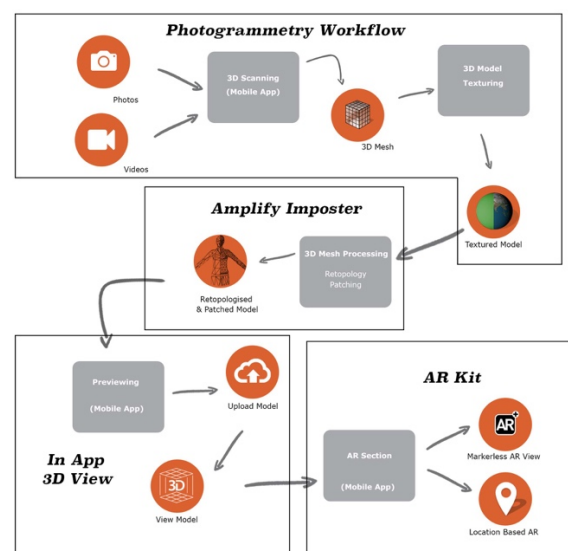 Photogrammetry Workflow
Photos
Videos
3D Scanning
(Mobile App)
3D Mesh
3D Model
Texturing
Textured Model
Amplify Imposter
3D Mesh Processing
Retopology
Patching
Retopologised
& Patched Model
Previewing
(Mobile App)
Upload Model
In App
3D View
3D
View Model
AR Kit
AR Section
(Mobile App)
AR+
Markerless AR View
Location Based AR